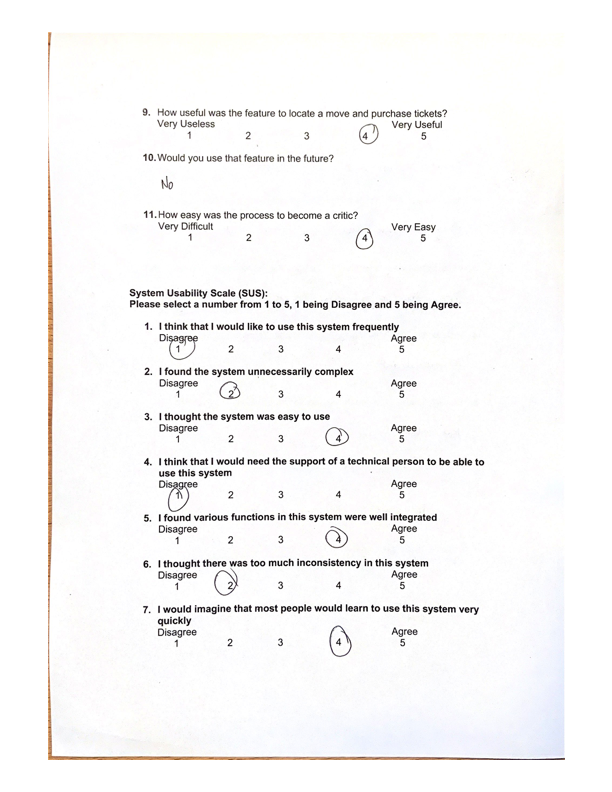 9. How useful was the feature to locate a move and purchase tickets?
Very Useless Very Useful
1 2 3 4 5
10. Would you use that feature in the future?
No
11. How easy was the process to become a critic?
Very Difficult Very Easy
1 2 3 4 5
System Usability Scale (SUS):
Please select a number from 1 to 5, 1 being Disagree and 5 being Agree.
1. I think that I would like to use this system frequently
Disagree Agree
1 2 3 4 5
2. I found the system unnecessarily complex
Disagree Agree
1 2 3 4 5
3. I thought the system was easy to use
Disagree Agree
1 2 3 4 5
4. I think that I would need the support of a technical person to be able to
use this system
Disagree Agree
1 2 3 4 5
5. I found various functions in this system were well integrated
Disagree Agree
1 2 3 4 5
6. I thought there was too much inconsistency in this system
Disagree Agree
1 2 3 4 5
7. I would imagine that most people would learn to use this system very
quickly
Disagree Agree
1 2 3 4 5